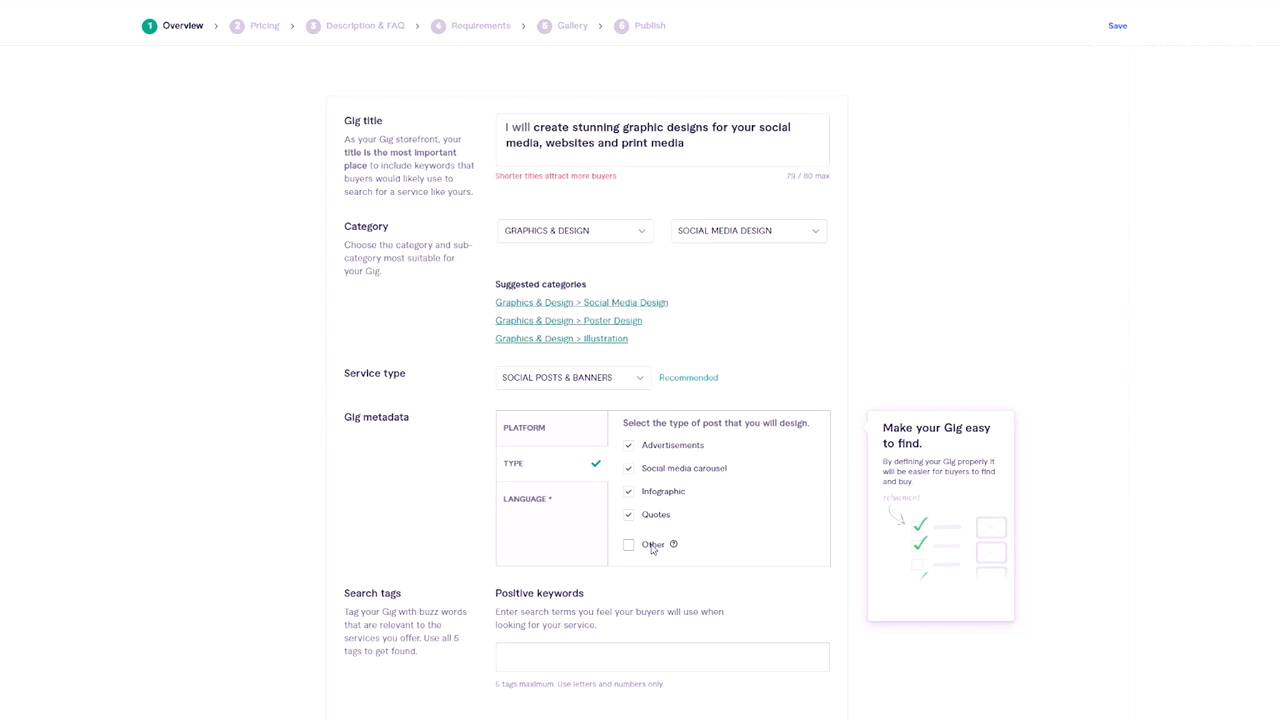 1 Overview > 2 Pricing > 3 Description & FAQ > 4 Requirements > 5 Gallery > 6 Publish
Save
Gig title
As your Gig storefront, your
title is the most important
place to include keywords that
buyers would likely use to
search for a service like yours.
I will create stunning graphic designs for your social
media, websites and print media
Shorter titles attract more buyers
79 / 80 max
Category
Choose the category and sub-
category most suitable for
your Gig.
GRAPHICS & DESIGN
SOCIAL MEDIA DESIGN
Suggested categories
Graphics & Design > Social Media Design
Graphics & Design > Poster Design
Graphics & Design > Illustration
Service type
SOCIAL POSTS & BANNERS
Recommended
Gig metadata
PLATFORM
TYPE
LANGUAGE *
Select the type of post that you will design.
Advertisements
Social media carousel
Infographic
Quotes
Other
Make your Gig easy
to find.
By defining your Gig properly it
will be easier for buyers to find
and buy.
Search tags
Tag your Gig with buzz words
that are relevant to the
services you offer. Use all 5
tags to get found.
Positive keywords
Enter search terms you feel your buyers will use when
looking for your service.
5 tags maximum. Use letters and numbers only